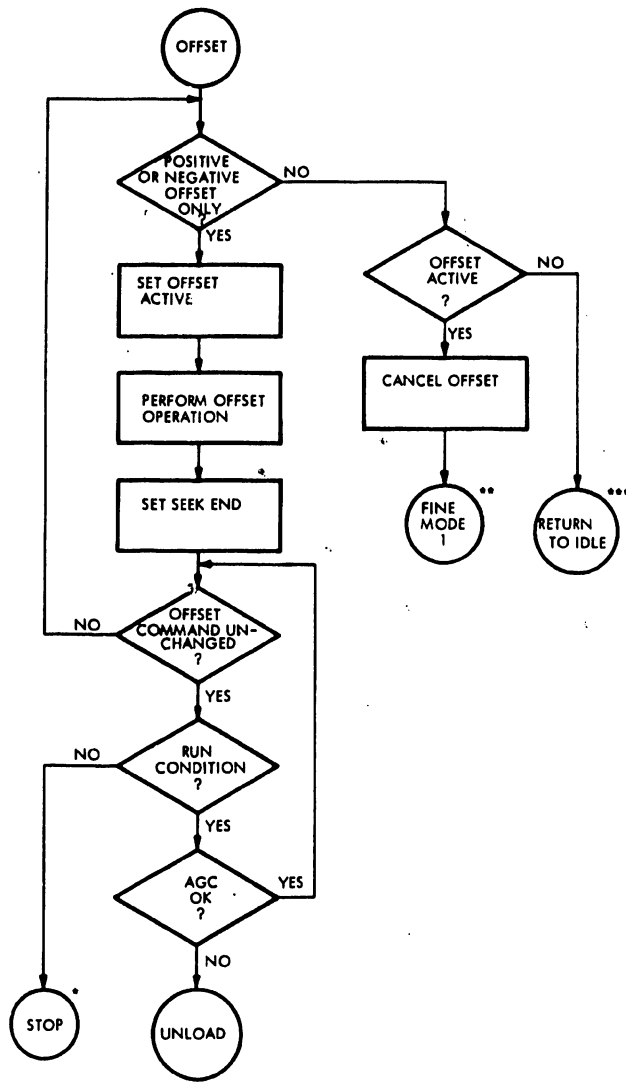 OFFSET
POSITIVE
OR NEGATIVE
OFFSET
ONLY
?
NO
YES
OFFSET
ACTIVE
?
NO
YES
SET OFFSET
ACTIVE
CANCEL OFFSET
PERFORM OFFSET
OPERATION
SET SEEK END
FINE
MODE
1
**
RETURN
TO IDLE
***
OFFSET
COMMAND UN-
CHANGED
?
NO
YES
RUN
CONDITION
?
NO
YES
AGC
OK
?
YES
NO
STOP
*
UNLOAD